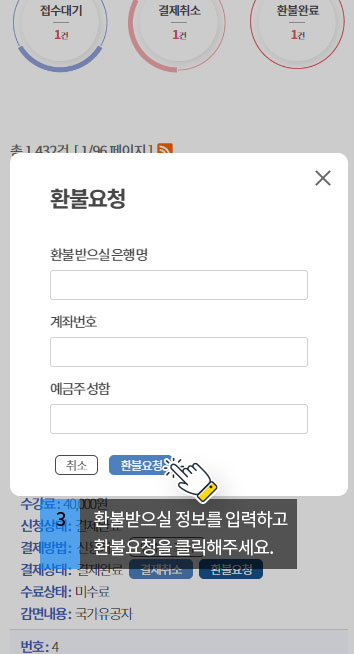 접수대기
결제취소
환불완료
1건
1건
1건
총 1,432건 [ 1/96 페이지 ]
환불요청
환불 받으실 은행명
계좌번호
예금주 성함
취소
환불요청
수강료 : 40,000원
신청상태 :
3
환불받으실 정보를 입력하고
환불요청을 클릭해주세요.
결제방법 :
결제상태 : 결제완료
결제취소
환불요청
수료상태 : 미수료
감면내용 : 국가유공자
번호 : 4